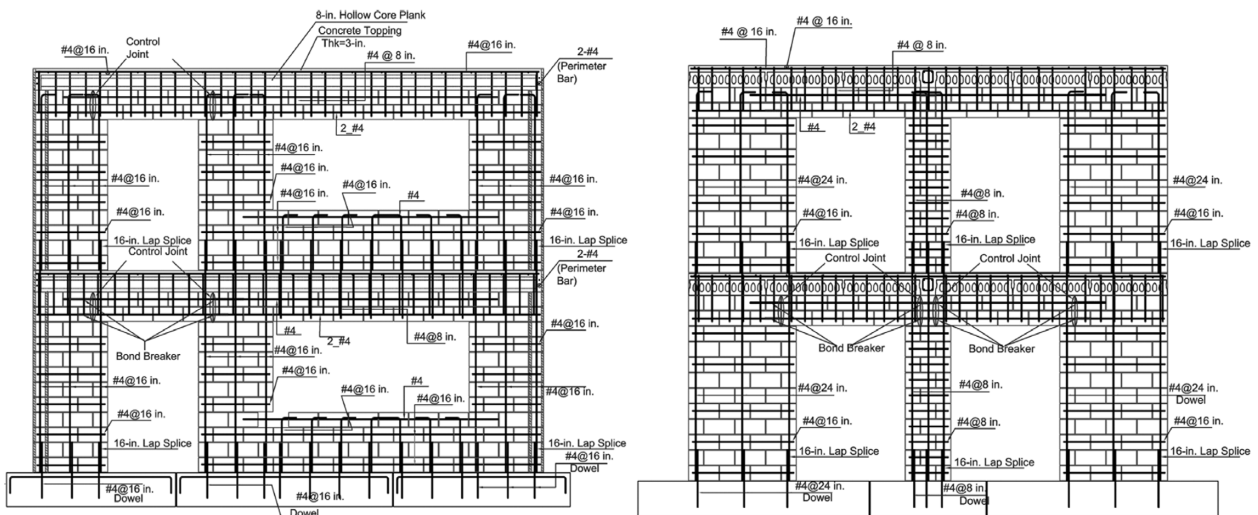 8-in. Hollow Core Plank
Concrete Topping
Thk=3-in.
#4@16 in.
Control
Joint
#4 @ 8 in.
#4@16 in.
2-#4
(Perimeter
Bar)
2_#4
#4@16 in.
#4@16 in.
#4@16 in.
#4@16 in.
#4@16 in.
#4
#4@16 in.
#4@16 in.
#4@16 in.
#4@16 in.
16-in. Lap Splice
Control Joint
16-in. Lap Splice
2-#4
(Perimeter
Bar)
#4
2_#4
#4@8 in.
#4@16 in.
Bond Breaker
#4@16 in.
#4@16 in.
#4@16 in.
#4@16 in.
#4
#4@16 in.
#4@16 in.
#4@16 in.
16-in. Lap Splice
16-in. Lap Splice
#4@16 in.
Dowel
#4@16 in.
Dowel
#4@16 in.
Dowel
#4 @ 16 in.
#4 @ 16 in.
#4 @ 8 in.
#4
2_#4
#4@24 in.
#4@8 in.
#4@24 in.
#4@16 in.
#4@8 in.
#4@16 in.
16-in. Lap Splice
16-in. Lap Splice
16-in. Lap Splice
Control Joint
Control Joint
Bond Breaker
Bond Breaker
#4@24 in.
#4@8 in.
#4@24 in.
Dowel
#4@16 in.
#4@8 in.
#4@16 in.
16-in. Lap Splice
16-in. Lap Splice
16-in. Lap Splice
#4@24 in.
Dowel
#4@8 in.
Dowel